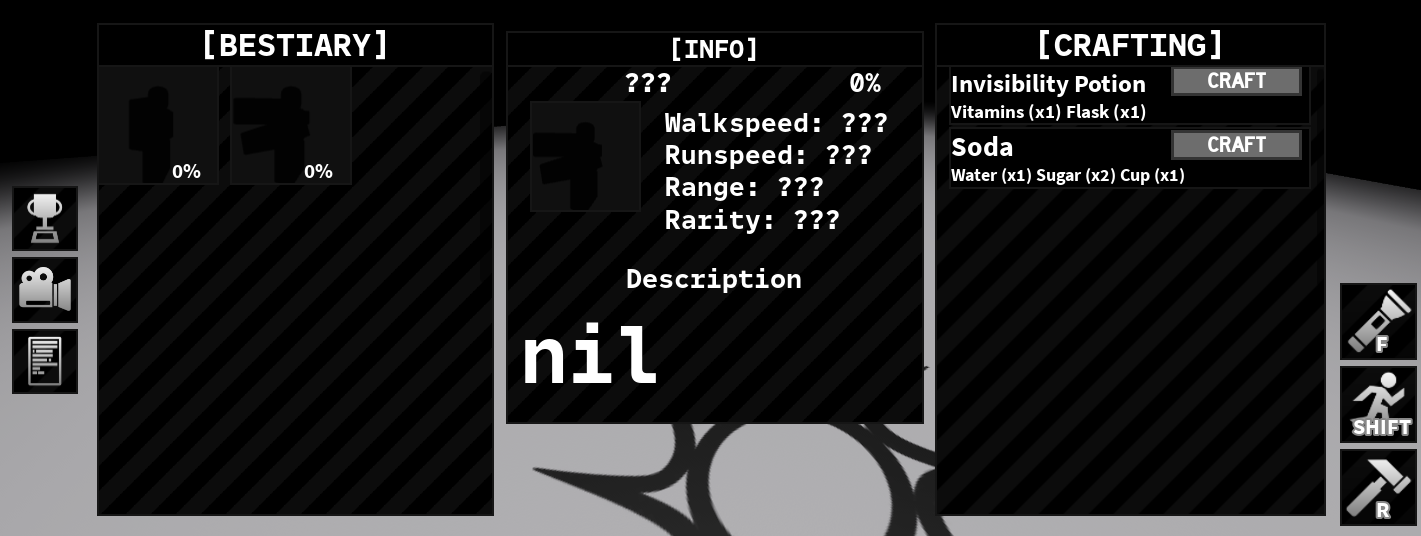 [BESTIARY]
0%
0%
[INFO]
??? 0%
Walkspeed: ???
Runspeed: ???
Range: ???
Rarity: ???
Description
nil
[CRAFTING]
Invisibility Potion CRAFT
Vitamins (x1) Flask (x1)
Soda CRAFT
Water (x1) Sugar (x2) Cup (x1)
F
SHIFT
R